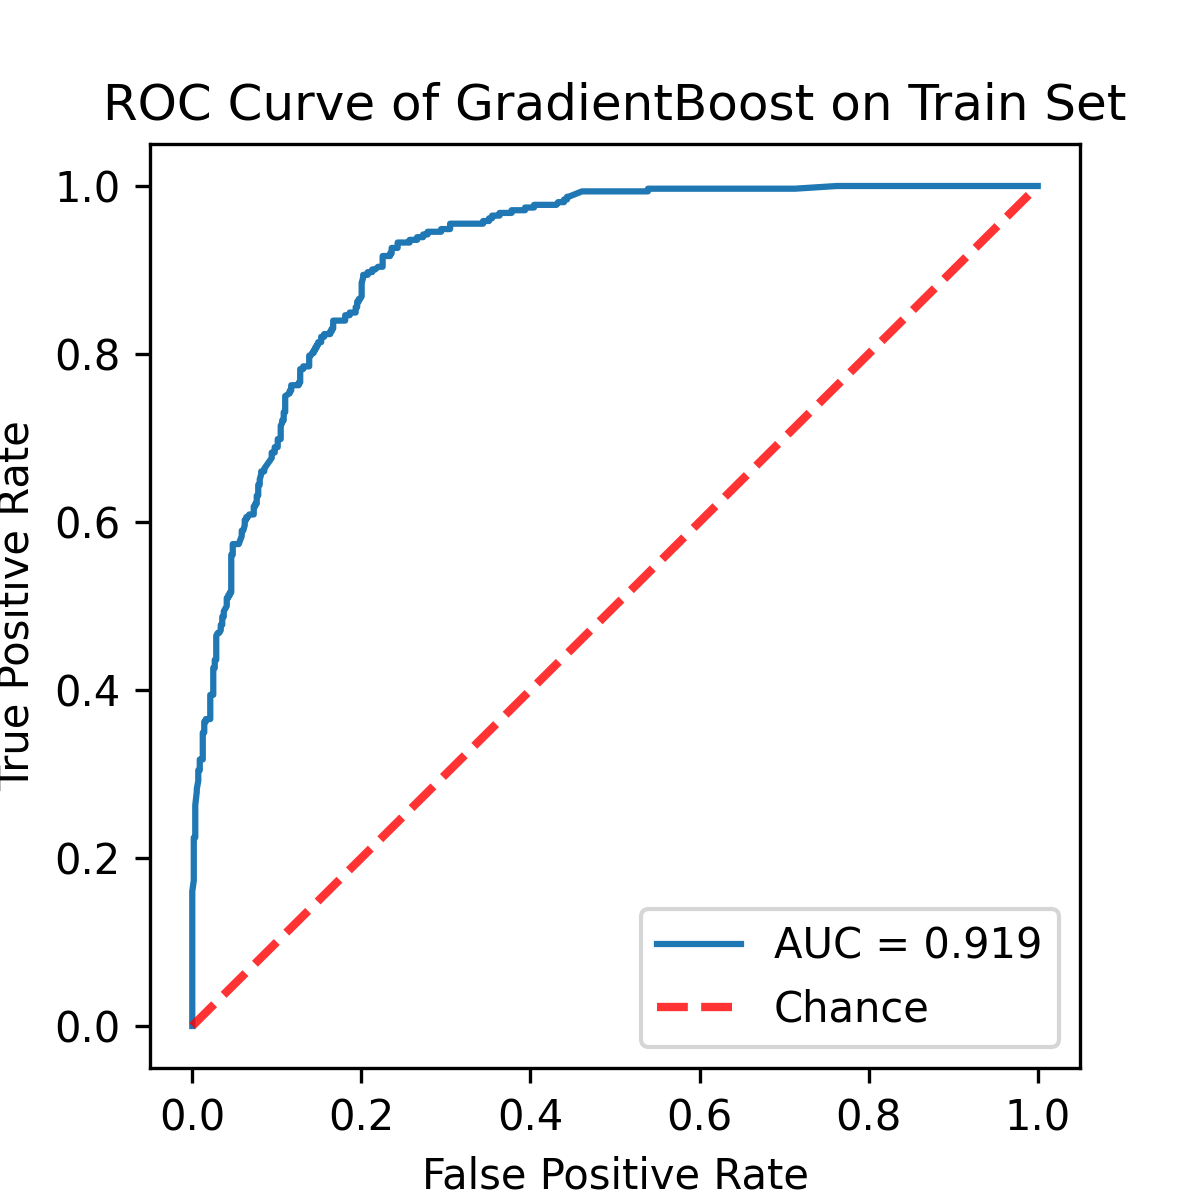 ROC Curve of GradientBoost on Train Set
True Positive Rate
1.0
0.8
0.6
0.4
0.2
0.0
0.0 0.2 0.4 0.6 0.8 1.0
False Positive Rate
AUC = 0.919
Chance